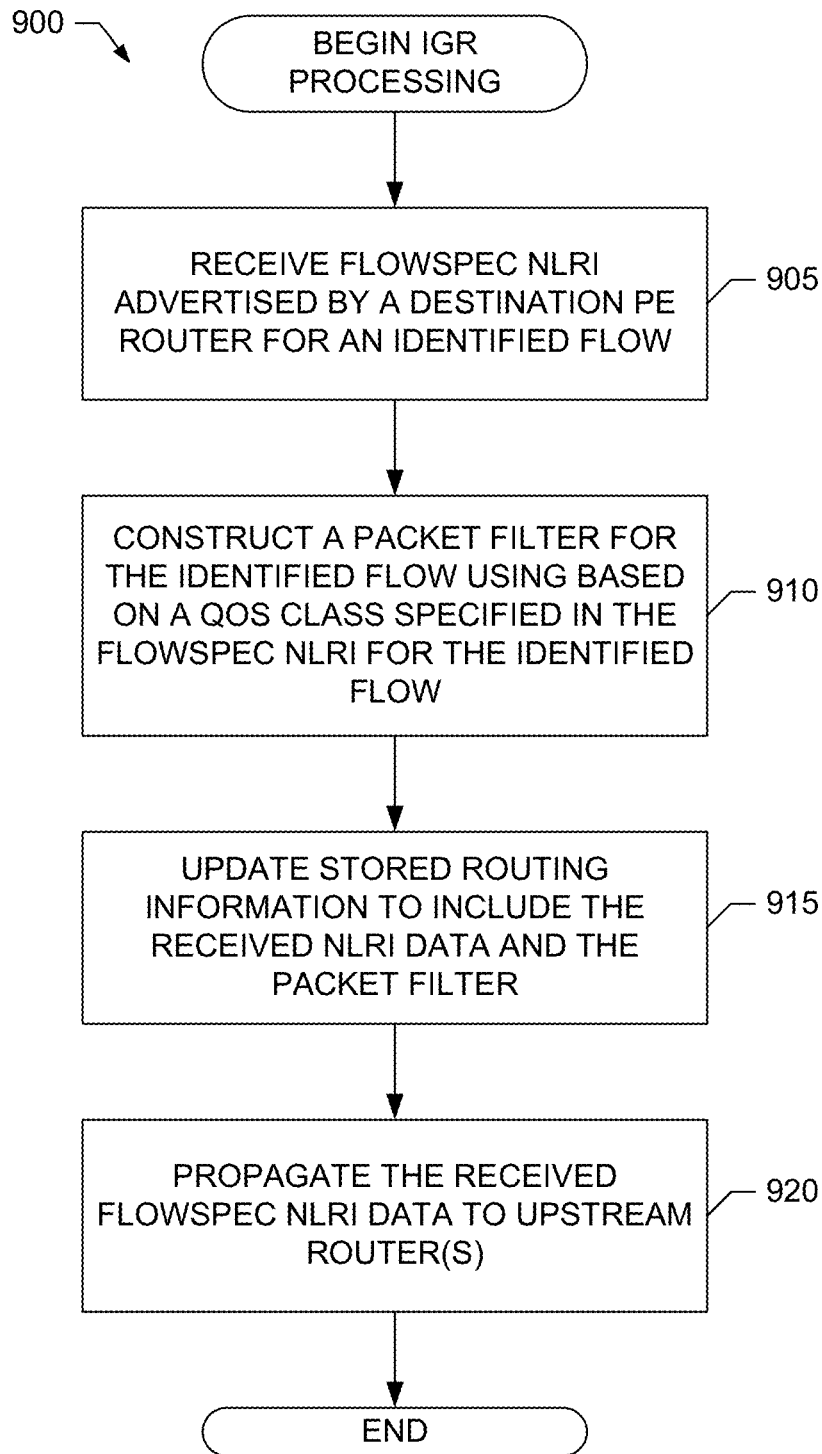 900
BEGIN IGR
PROCESSING
RECEIVE FLOWSPEC NLRI
ADVERTISED BY A DESTINATION PE
ROUTER FOR AN IDENTIFIED FLOW
905
CONSTRUCT A PACKET FILTER FOR
THE IDENTIFIED FLOW USING BASED
ON A QOS CLASS SPECIFIED IN THE
FLOWSPEC NLRI FOR THE IDENTIFIED
FLOW
910
UPDATE STORED ROUTING
INFORMATION TO INCLUDE THE
RECEIVED NLRI DATA AND THE
PACKET FILTER
915
PROPAGATE THE RECEIVED
FLOWSPEC NLRI DATA TO UPSTREAM
ROUTER(S)
920
END